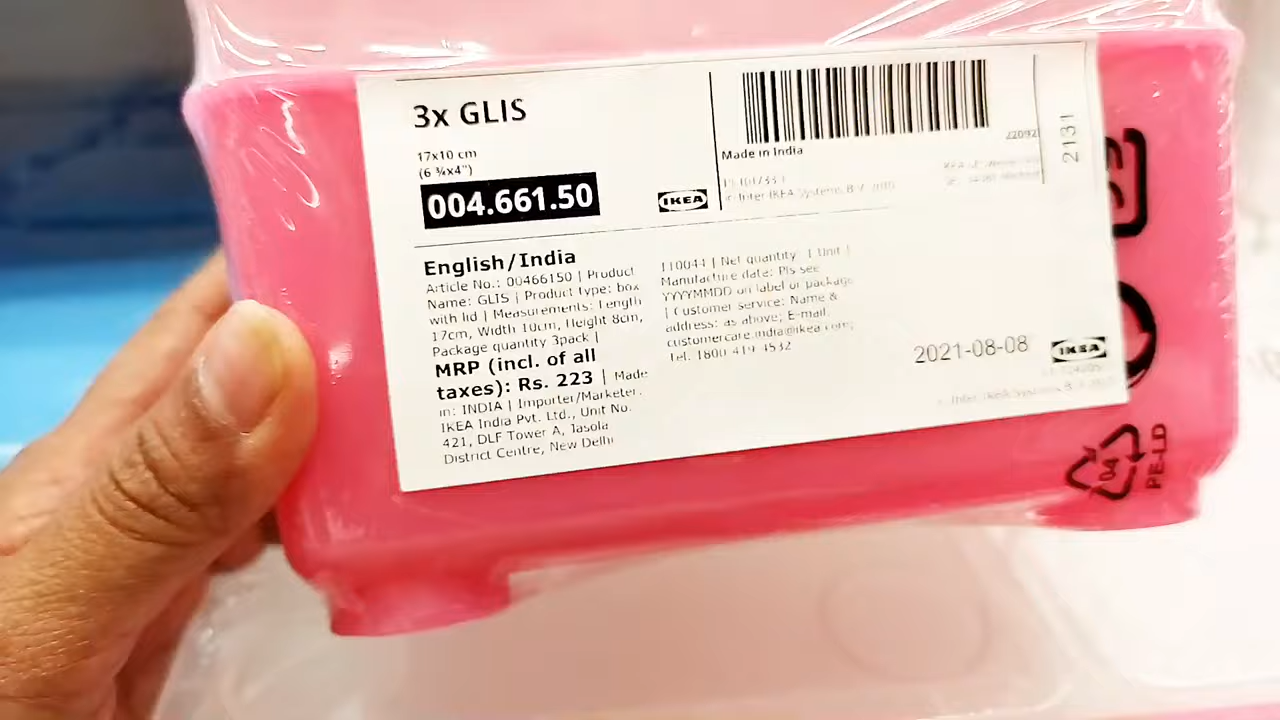 3x GLIS
17x10 cm
(6 ¾x4")
004.661.50
IKEA
Made in India
22092
2131
English/India
Article No.: 00466150 | Product
Name: GLIS | Product type: box
with lid | Measurements: Length
17cm, Width 10cm, Height 8cm,
Package quantity 3pack |
MRP (incl. of all
taxes): Rs. 223 | Made
in: INDIA | Importer/Marketer:
IKEA India Pvt. Ltd., Unit No.
421, DLF Tower A, Jasola
District Centre, New Delhi
110044 | Net quantity: 1 Unit |
Manufacture date: Pls see
YYYYMMDD on label or package
| Customer service: Name &
address: as above; E-mail:
customercare.india@ikea.com;
Tel. 1800 419 4532
2021-08-08
IKEA
Inter IKEA Systems B.V.
04
PE-LD